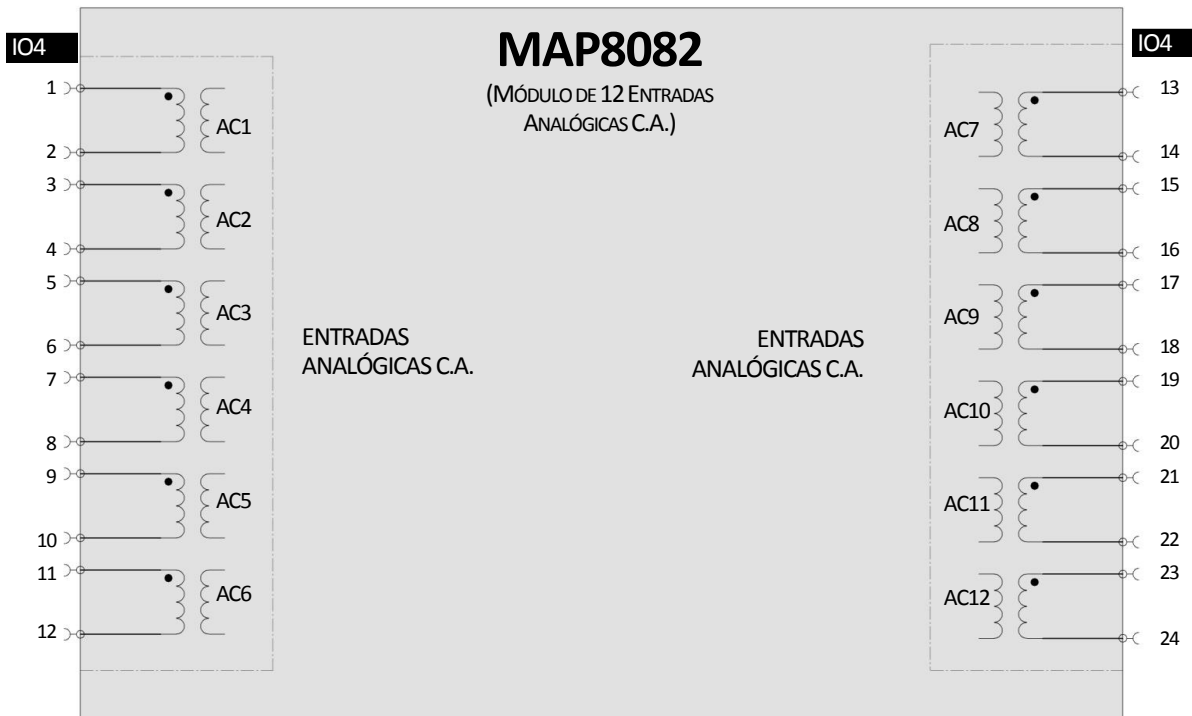 MAP8082
(MÓDULO DE 12 ENTRADAS
ANALÓGICAS C.A.)
IO4
1
2
AC1
3
4
AC2
5
6
AC3
7
8
AC4
9
10
AC5
11
12
AC6
ENTRADAS
ANALÓGICAS C.A.
ENTRADAS
ANALÓGICAS C.A.
IO4
AC7
13
14
AC8
15
16
AC9
17
18
AC10
19
20
AC11
21
22
AC12
23
24